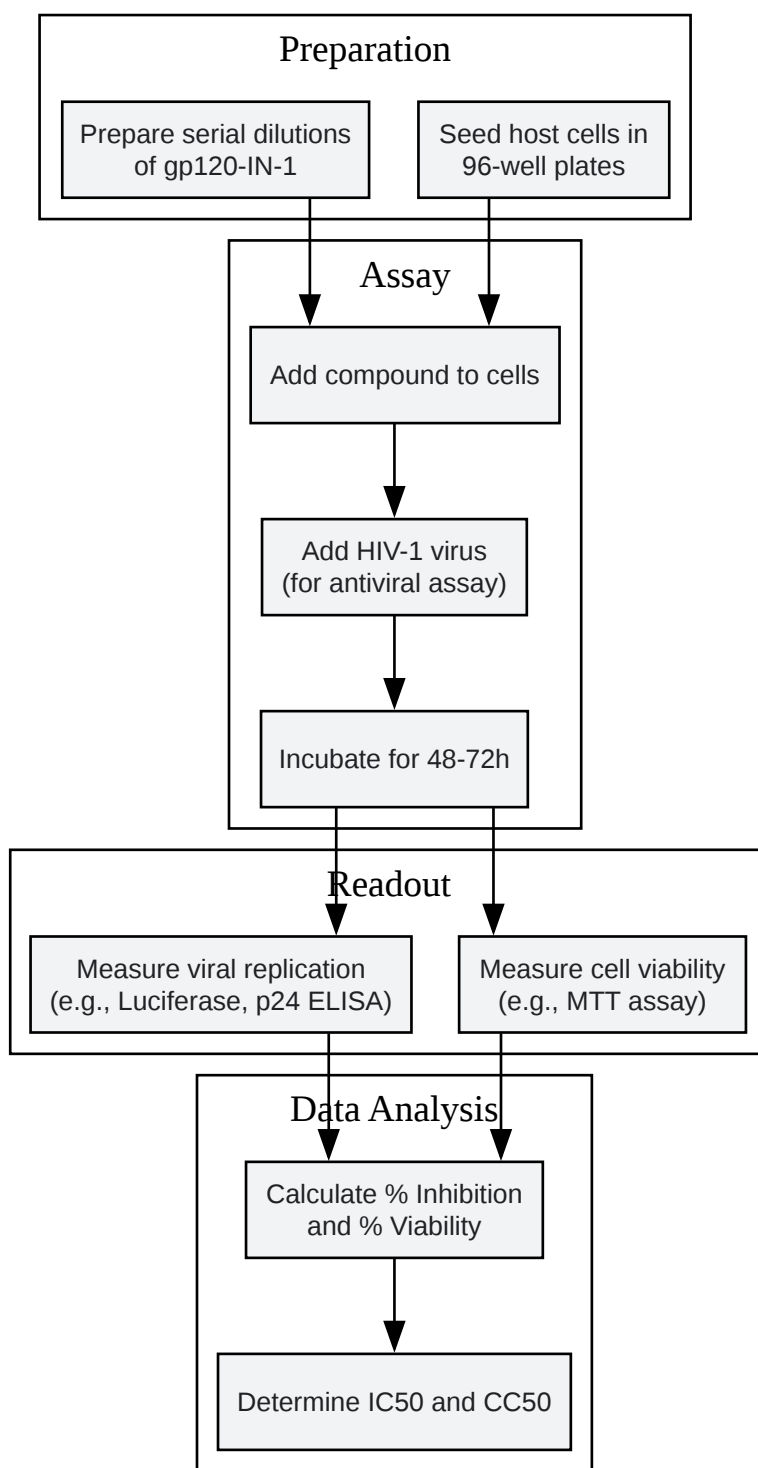 Preparation
Prepare serial dilutions
of gp120-IN-1
Seed host cells in
96-well plates
Assay
Add compound to cells
Add HIV-1 virus
(for antiviral assay)
Incubate for 48-72h
Readout
Measure viral replication
(e.g., Luciferase, p24 ELISA)
Measure cell viability
(e.g., MTT assay)
Data Analysis
Calculate % Inhibition
and % Viability
Determine IC50 and CC50